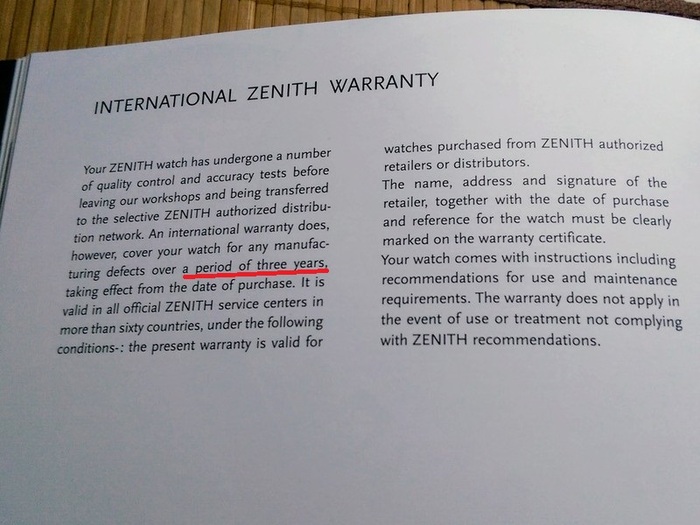 INTERNATIONAL ZENITH WARRANTY
Your ZENITH watch has undergone a number
of quality control and accuracy tests before
leaving our workshops and being transferred
to the selective ZENITH authorized distribu-
tion network. An international warranty does,
however, cover your watch for any manufac-
turing defects over a period of three years,
taking effect from the date of purchase. It is
valid in all official ZENITH service centers in
more than sixty countries, under the following
conditions-: the present warranty is valid for
watches purchased from ZENITH authorized
retailers or distributors.
The name, address and signature of the
retailer, together with the date of purchase
and reference for the watch must be clearly
marked on the warranty certificate.
Your watch comes with instructions including
recommendations for use and maintenance
requirements. The warranty does not apply in
the event of use or treatment not complying
with ZENITH recommendations.